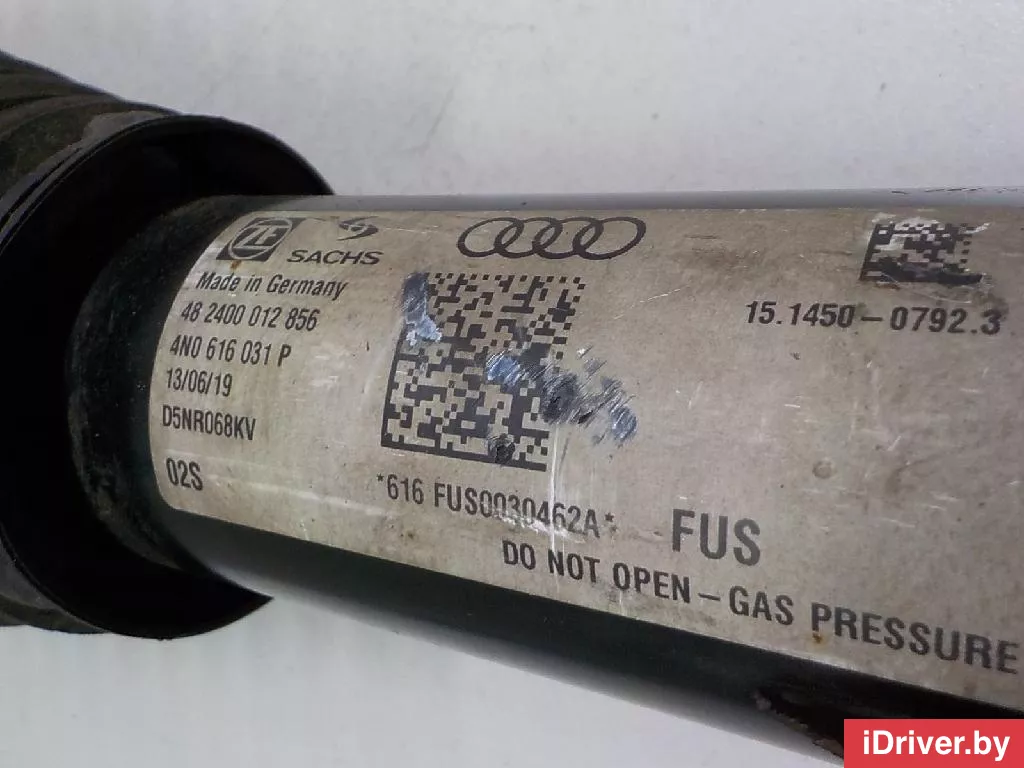 ZF SACHS
Made in Germany
48 2400 012 856
4N0 616 031 P
13/06/19
D5NR068KV
02S
15.1450-0792.3
*616 FUS0030462A*
FUS
DO NOT OPEN – GAS PRESSURE
iDriver.by